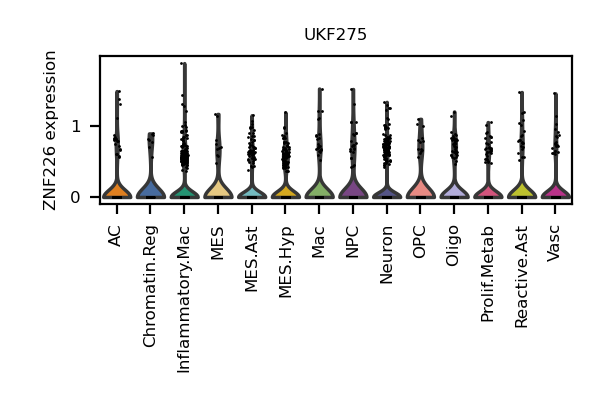 UKF275
ZNF226 expression
1
0
AC
Chromatin.Reg
Inflammatory.Mac
MES
MES.Ast
MES.Hyp
Mac
NPC
Neuron
OPC
Oligo
Prolif.Metab
Reactive.Ast
Vasc